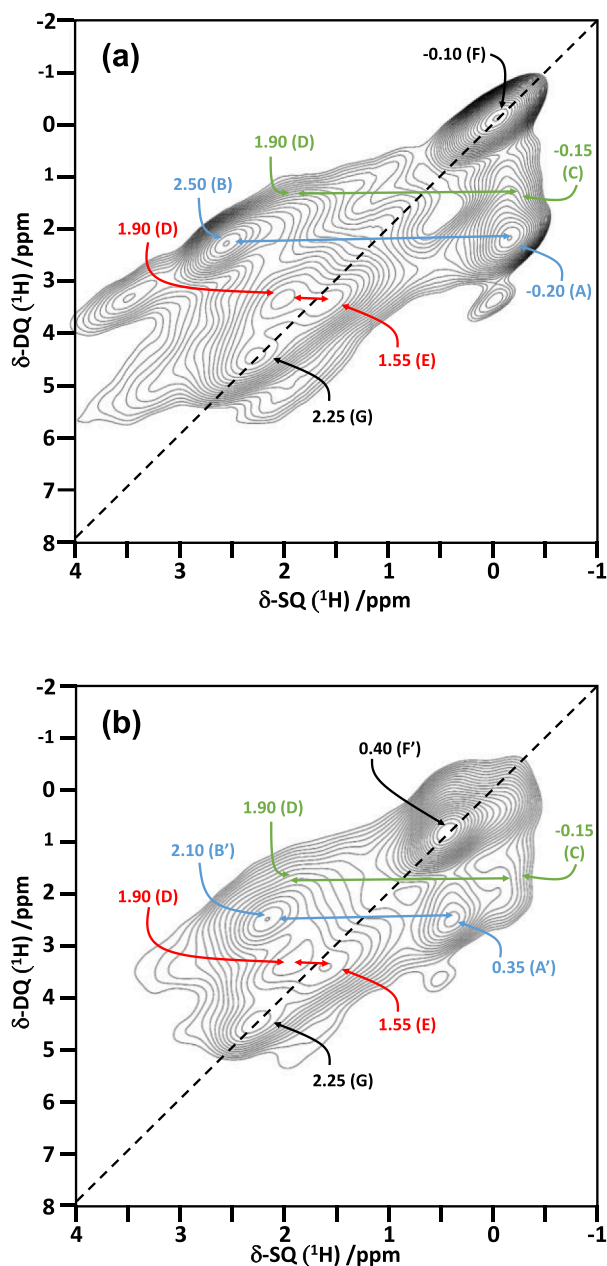 (a)
-2
-1
0
1
2
3
4
5
6
7
8
δ-DQ (¹H) /ppm
-0.10 (F)
1.90 (D)
-0.15
(C)
2.50 (B)
1.90 (D)
-0.20 (A)
1.55 (E)
2.25 (G)
4 3 2 1 0 -1
δ-SQ (¹H) /ppm
(b)
-2
-1
0
1
2
3
4
5
6
7
8
δ-DQ (¹H) /ppm
0.40 (F’)
1.90 (D)
-0.15
(C)
2.10 (B’)
1.90 (D)
0.35 (A’)
1.55 (E)
2.25 (G)
4 3 2 1 0 -1
δ-SQ (¹H) /ppm